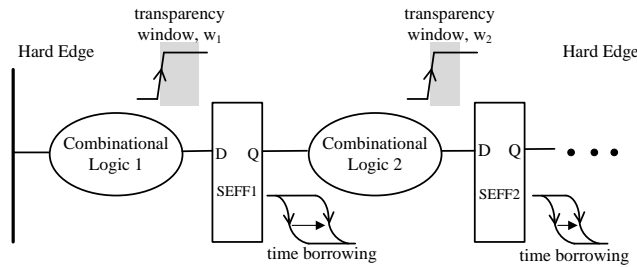 transparency
window, w1
transparency
window, w2
Hard Edge
Hard Edge
Combinational
Logic 1
D Q
SEFF1
Combinational
Logic 2
D Q
SEFF2
time borrowing
time borrowing